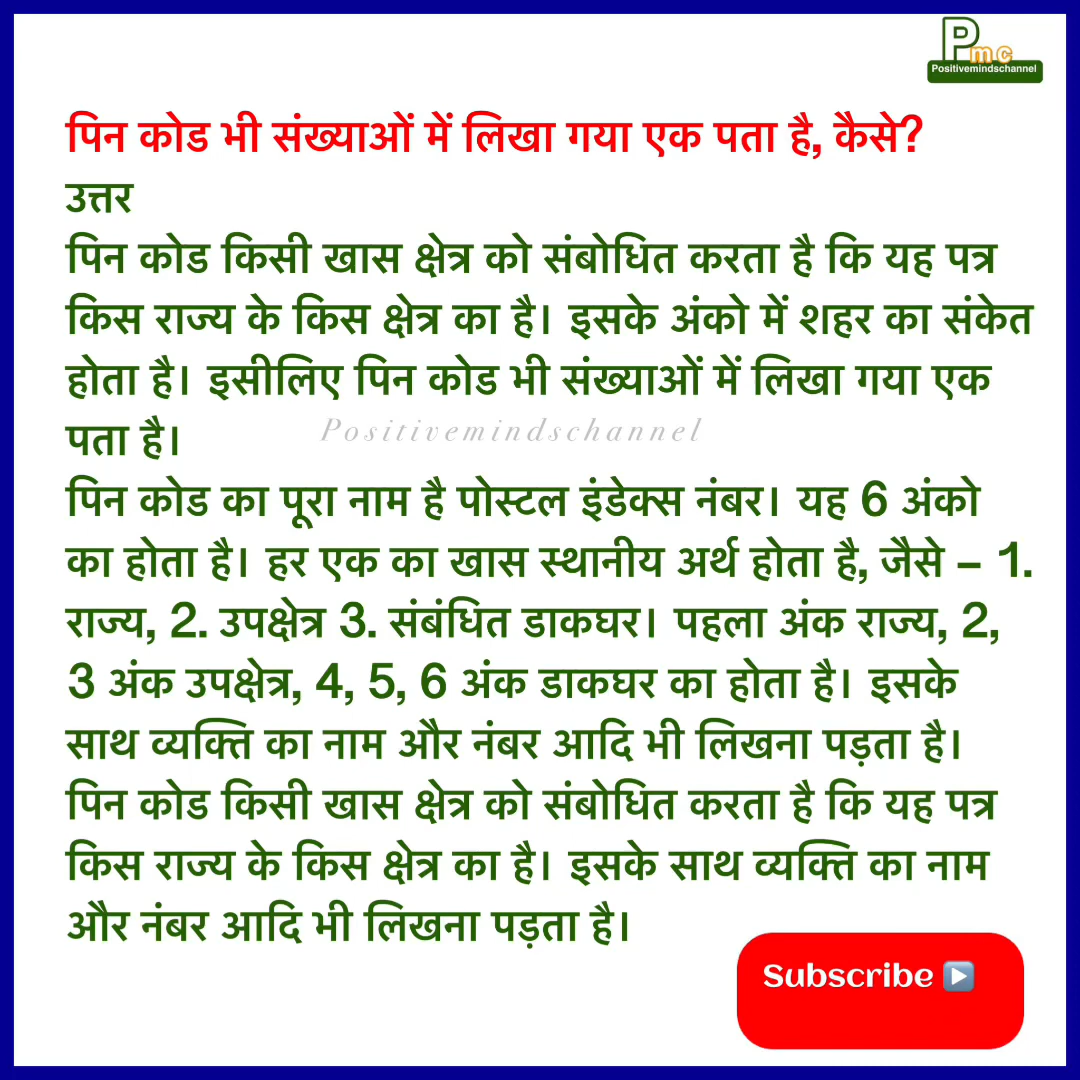 Pmc
Positivemindschannel
पिन कोड भी संख्याओं में लिखा गया एक पता है, कैसे?
उत्तर
पिन कोड किसी खास क्षेत्र को संबोधित करता है कि यह पत्र
किस राज्य के किस क्षेत्र का है। इसके अंको में शहर का संकेत
होता है। इसीलिए पिन कोड भी संख्याओं में लिखा गया एक
पता है।
Positivemindschannel
पिन कोड का पूरा नाम है पोस्टल इंडेक्स नंबर। यह 6 अंको
का होता है। हर एक का खास स्थानीय अर्थ होता है, जैसे – 1.
राज्य, 2. उपक्षेत्र 3. संबंधित डाकघर। पहला अंक राज्य, 2,
3 अंक उपक्षेत्र, 4, 5, 6 अंक डाकघर का होता है। इसके
साथ व्यक्ति का नाम और नंबर आदि भी लिखना पड़ता है।
पिन कोड किसी खास क्षेत्र को संबोधित करता है कि यह पत्र
किस राज्य के किस क्षेत्र का है। इसके साथ व्यक्ति का नाम
और नंबर आदि भी लिखना पड़ता है।
Subscribe